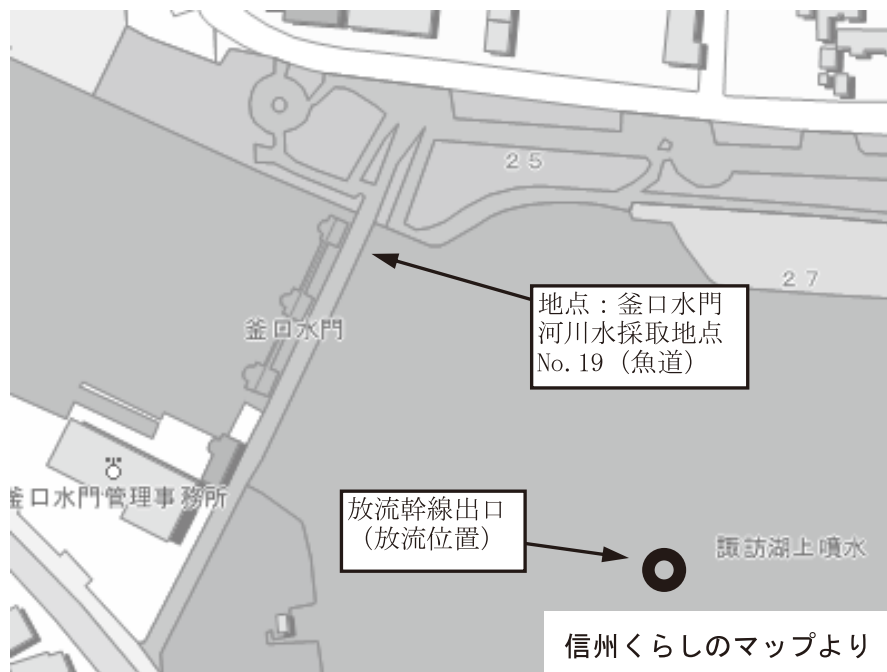 25
27
地点：釜口水門
河川水採取地点
No.19（魚道）
釜口水門
釜口水門管理事務所
放流幹線出口
（放流位置）
諏訪湖上噴水
信州くらしのマップより